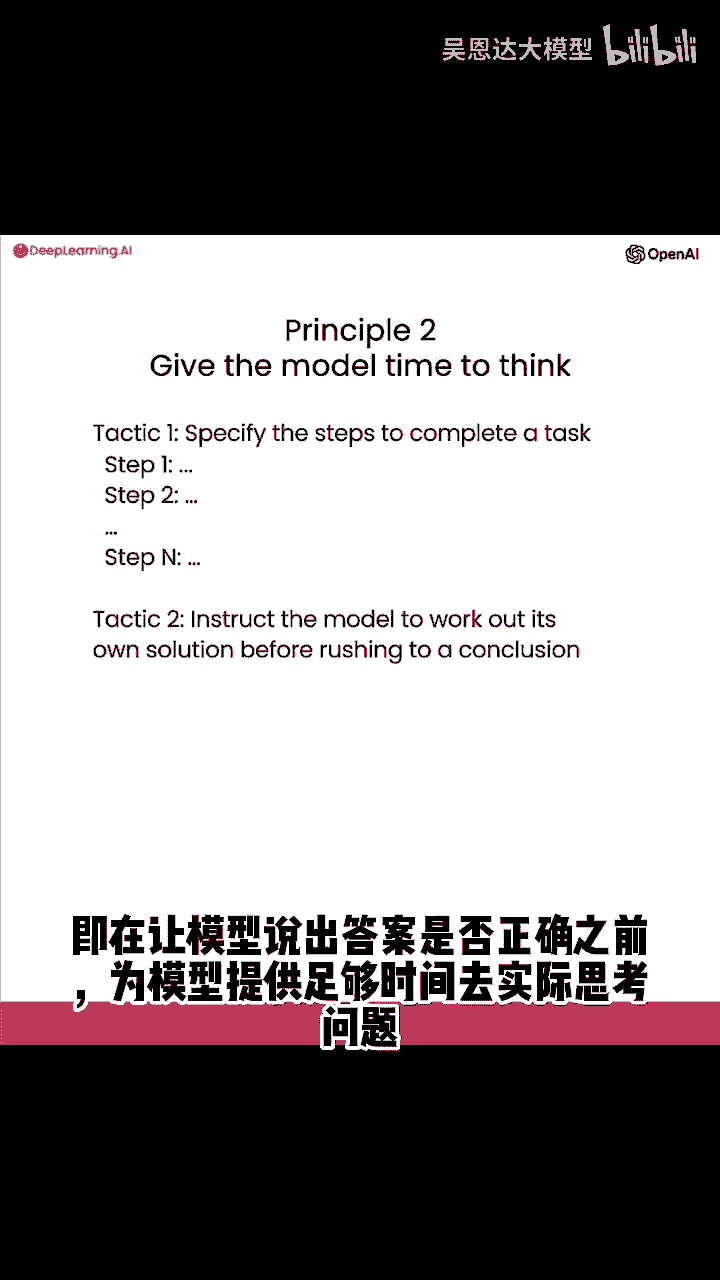 吴恩达大模型 bilibili
DeepLearning.AI
OpenAI
Principle 2
Give the model time to think
Tactic 1: Specify the steps to complete a task
Step 1: ...
Step 2: ...
...
Step N: ...
Tactic 2: Instruct the model to work out its
own solution before rushing to a conclusion
即在让模型说出答案是否正确之前
，为模型提供足够时间去实际思考
问题